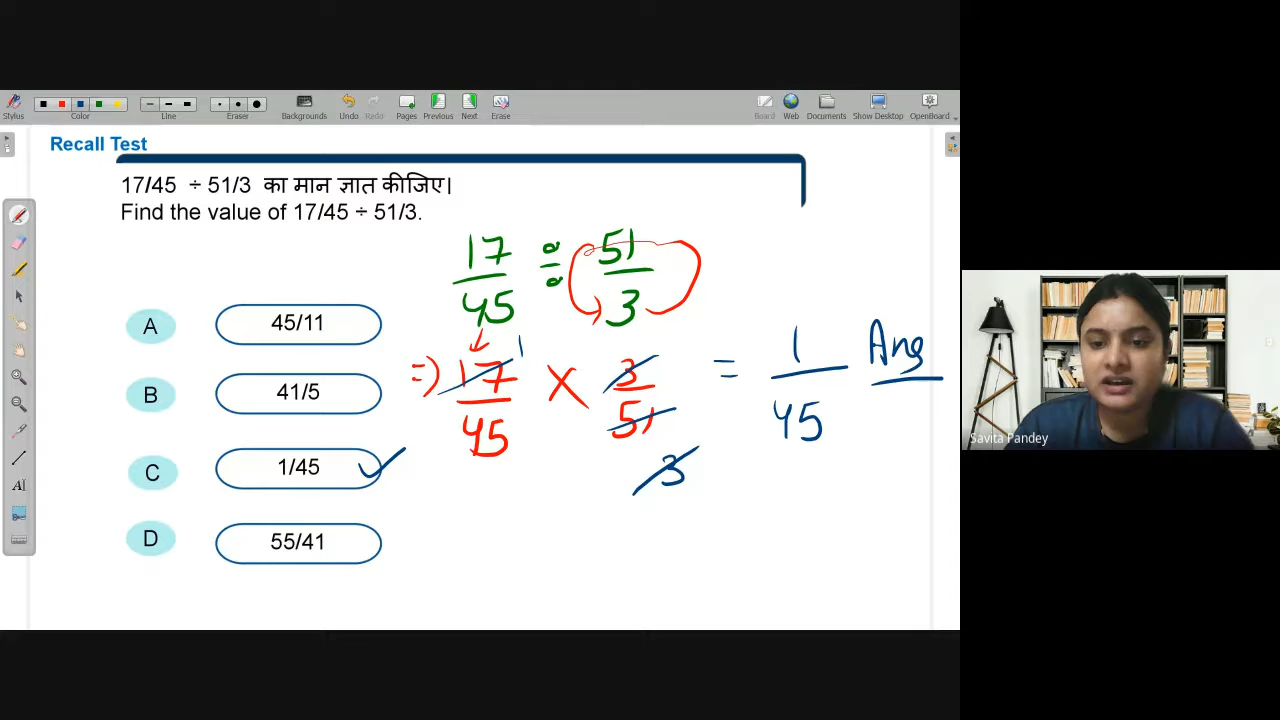 Stylus
Color
Line
Eraser
Backgrounds
Undo
Redo
Pages
Previous
Next
Erase
Board
Web
Documents
Show Desktop
OpenBoard
Recall Test
17/45 ÷ 51/3 का मान ज्ञात कीजिए।
Find the value of 17/45 ÷ 51/3.
17/45 ÷ 51/3
⇒ 17/45 × 3/51 = 1/45 Ans
1
3
A 45/11
B 41/5
C 1/45 ✓
D 55/41
AI
Savita Pandey